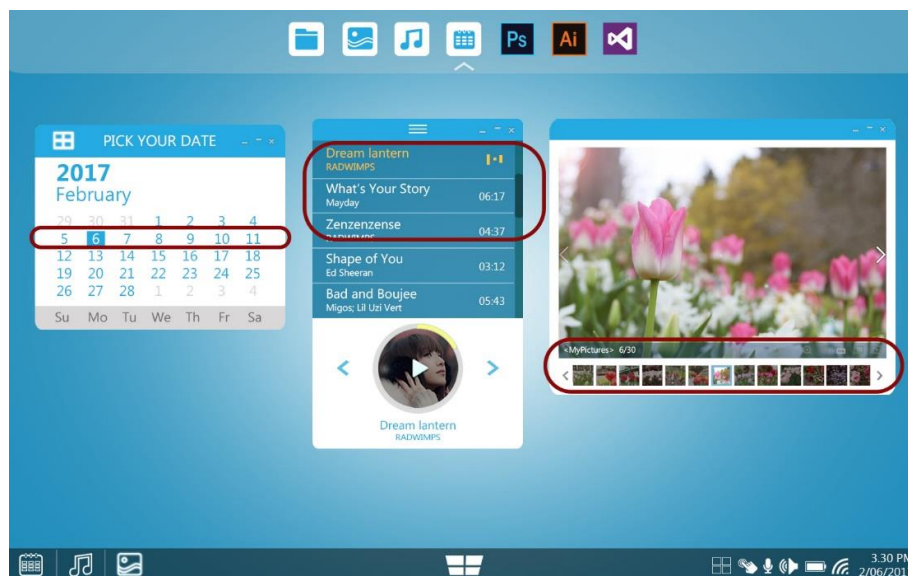 Ps Ai
PICK YOUR DATE
2017
February
29 30 31 1 2 3 4
5 6 7 8 9 10 11
12 13 14 15 16 17 18
19 20 21 22 23 24 25
26 27 28 1 2 3 4
Su Mo Tu We Th Fr Sa
Dream lantern
RADWIMPS
What's Your Story
Mayday
06:17
Zenzenzense
RADWIMPS
04:37
Shape of You
Ed Sheeran
03:12
Bad and Boujee
Migos; Lil Uzi Vert
05:43
Dream lantern
RADWIMPS
<MyPictures> 6/30
3.30 PM
2/06/201